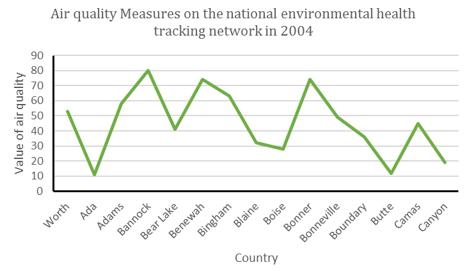 Air quality Measures on the national environmental health
tracking network in 2004
Value of air quality
90
80
70
60
50
40
30
20
10
0
Worth
Ada
Adams
Bannock
Bear Lake
Benewah
Bingham
Blaine
Boise
Bonner
Bonneville
Boundary
Butte
Camas
Canyon
Country